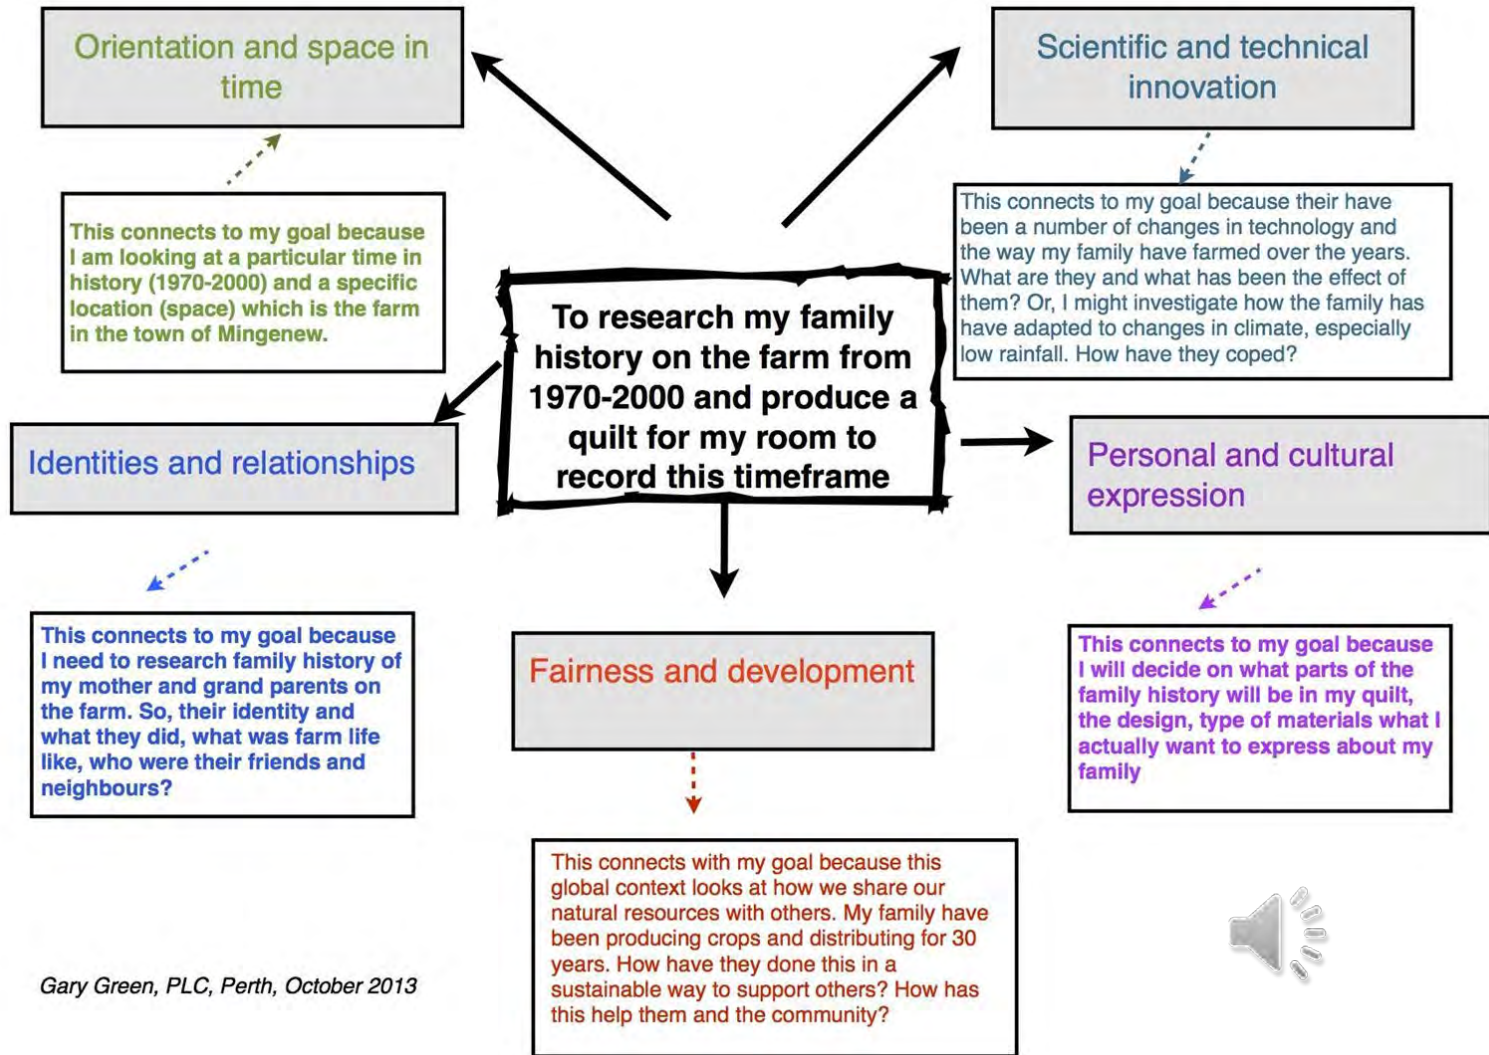 Orientation and space in
time
This connects to my goal because
I am looking at a particular time in
history (1970-2000) and a specific
location (space) which is the farm
in the town of Mingenew.
Scientific and technical
innovation
This connects to my goal because their have
been a number of changes in technology and
the way my family have farmed over the years.
What are they and what has been the effect of
them? Or, I might investigate how the family has
have adapted to changes in climate, especially
low rainfall. How have they coped?
To research my family
history on the farm from
1970-2000 and produce a
quilt for my room to
record this timeframe
Identities and relationships
This connects to my goal because
I need to research family history of
my mother and grand parents on
the farm. So, their identity and
what they did, what was farm life
like, who were their friends and
neighbours?
Personal and cultural
expression
This connects to my goal because
I will decide on what parts of the
family history will be in my quilt,
the design, type of materials what I
actually want to express about my
family
Fairness and development
This connects with my goal because this
global context looks at how we share our
natural resources with others. My family have
been producing crops and distributing for 30
years. How have they done this in a
sustainable way to support others? How has
this help them and the community?
Gary Green, PLC, Perth, October 2013